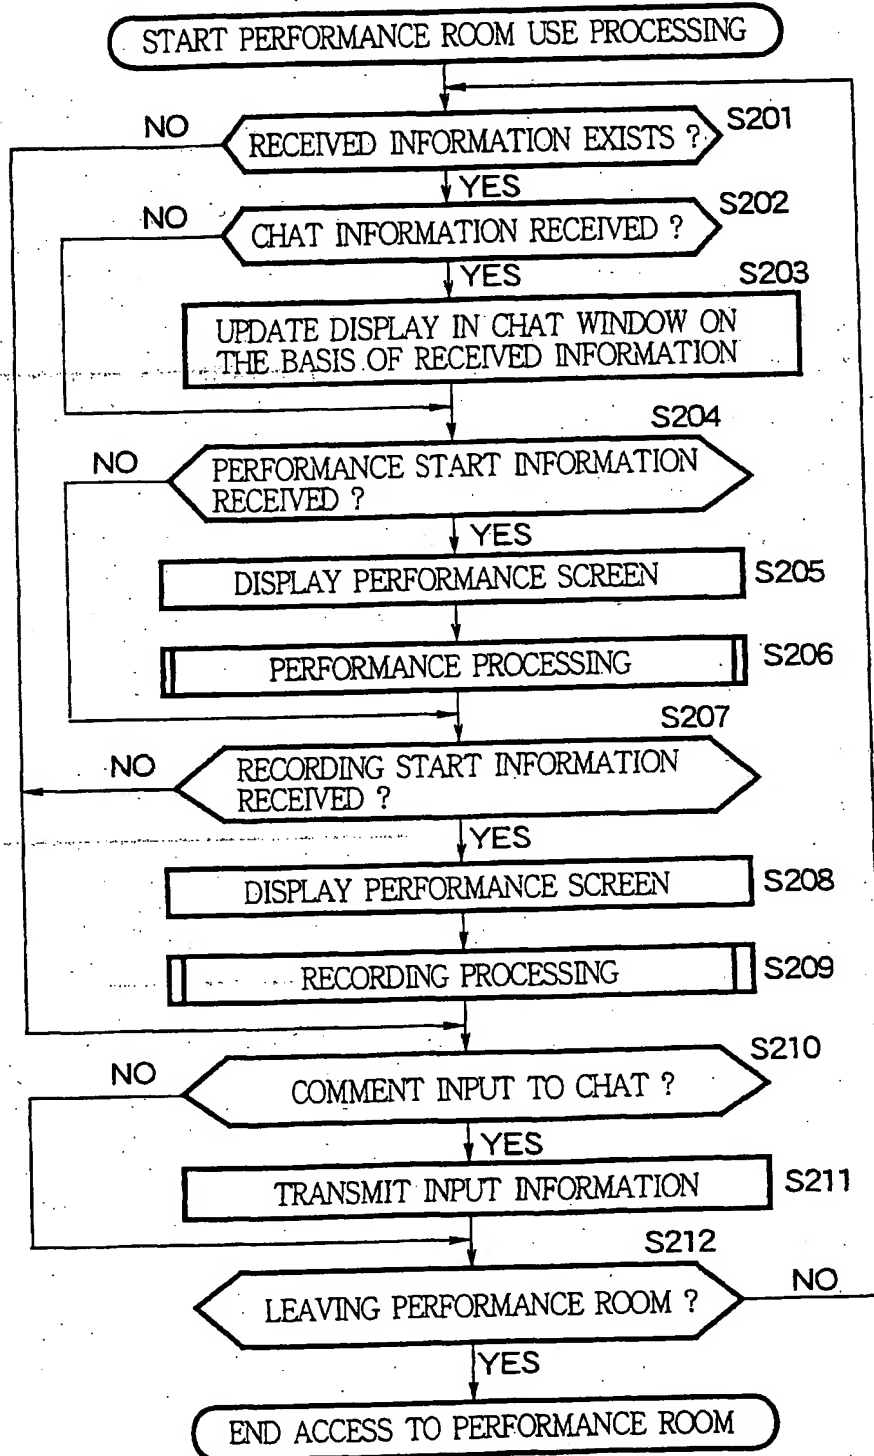 START PERFORMANCE ROOM USE PROCESSING
NO
RECEIVED INFORMATION EXISTS ?
S201
YES
NO
CHAT INFORMATION RECEIVED ?
S202
YES
S203
UPDATE DISPLAY IN CHAT WINDOW ON
THE BASIS OF RECEIVED INFORMATION
S204
NO
PERFORMANCE START INFORMATION
RECEIVED ?
YES
DISPLAY PERFORMANCE SCREEN
S205
PERFORMANCE PROCESSING
S206
S207
NO
RECORDING START INFORMATION
RECEIVED ?
YES
DISPLAY PERFORMANCE SCREEN
S208
RECORDING PROCESSING
S209
S210
NO
COMMENT INPUT TO CHAT ?
YES
TRANSMIT INPUT INFORMATION
S211
S212
LEAVING PERFORMANCE ROOM ?
NO
YES
END ACCESS TO PERFORMANCE ROOM